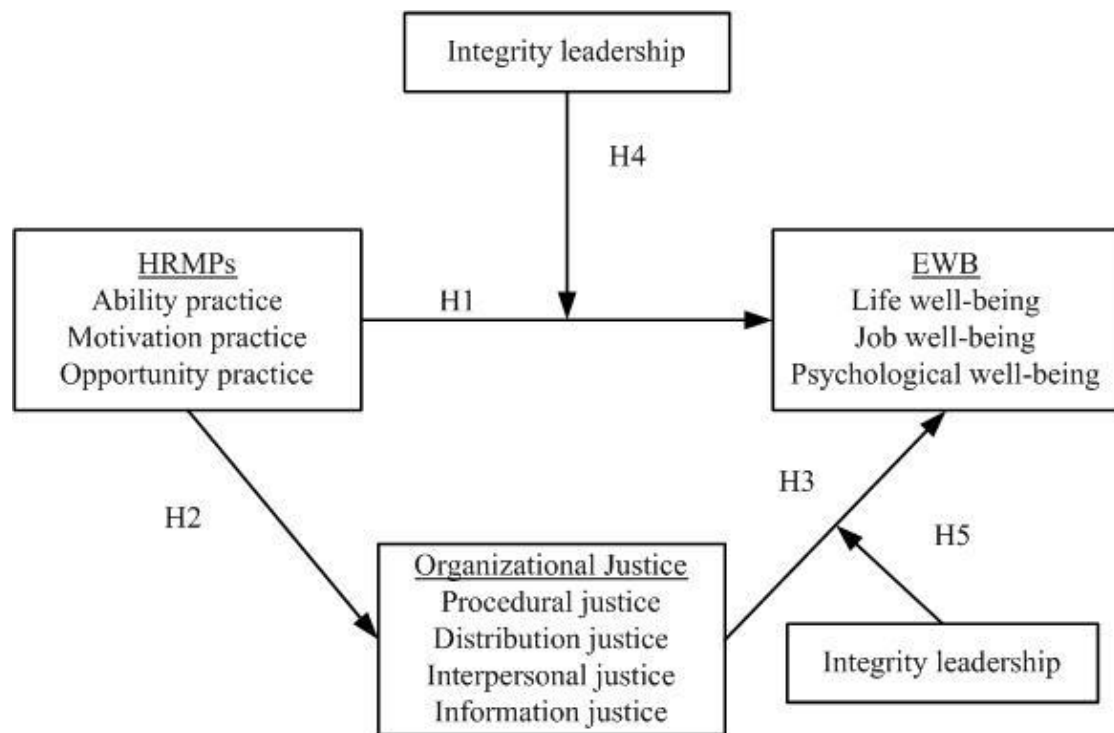 Integrity leadership
H4
HRMPs
Ability practice
Motivation practice
Opportunity practice
H1
EWB
Life well-being
Job well-being
Psychological well-being
H2
H3
H5
Organizational Justice
Procedural justice
Distribution justice
Interpersonal justice
Information justice
Integrity leadership